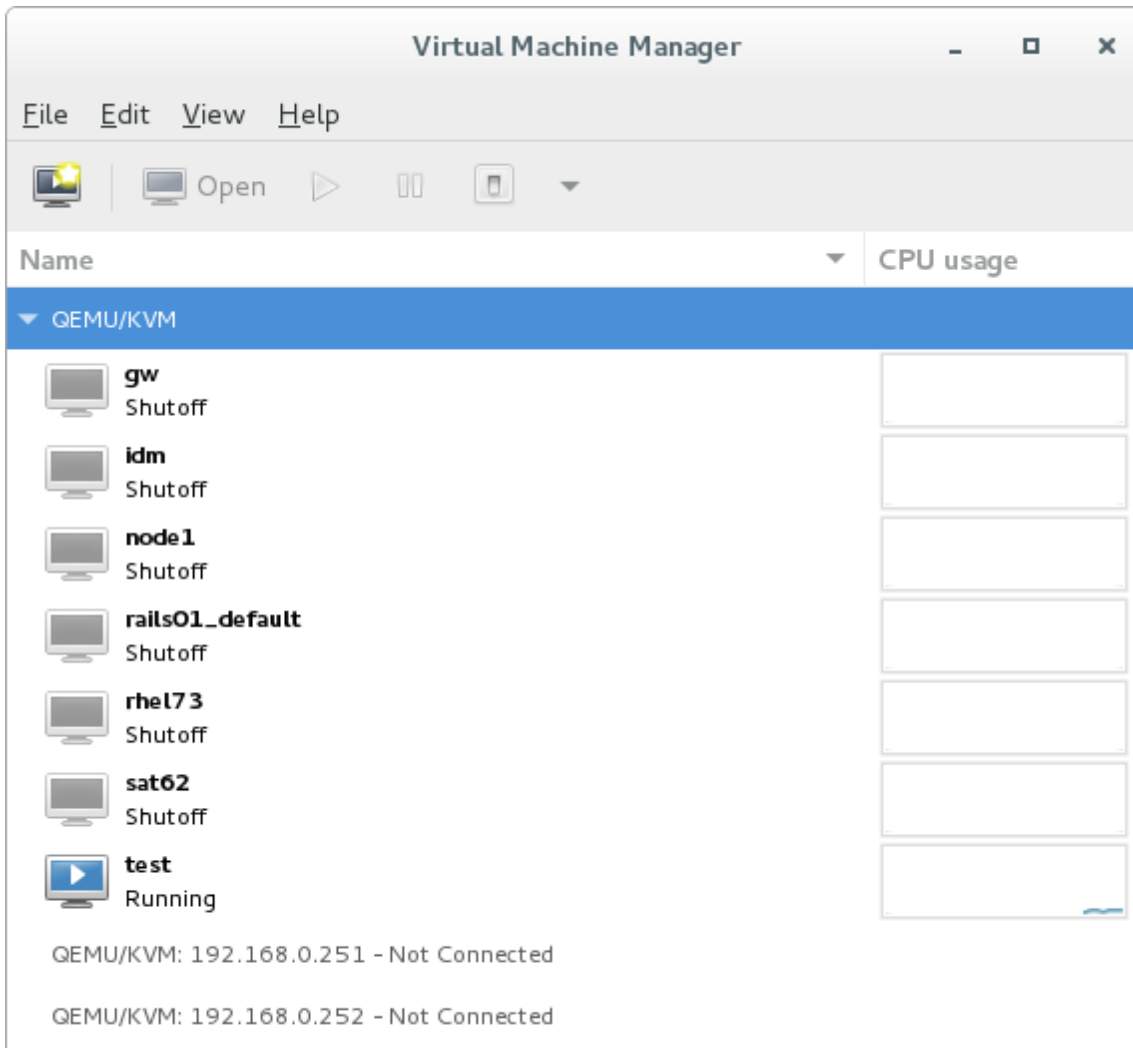 Virtual Machine Manager
File Edit View Help
Open
Name CPU usage
QEMU/KVM
gw
Shutoff
idm
Shutoff
node1
Shutoff
rails01_default
Shutoff
rhel73
Shutoff
sat62
Shutoff
test
Running
QEMU/KVM: 192.168.0.251 - Not Connected
QEMU/KVM: 192.168.0.252 - Not Connected